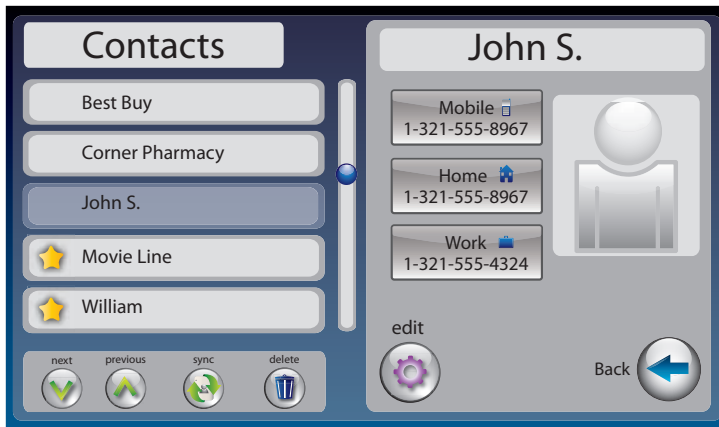 Contacts
Best Buy
Corner Pharmacy
John S.
Movie Line
William
next
previous
sync
delete
John S.
Mobile
1-321-555-8967
Home
1-321-555-8967
Work
1-321-555-4324
edit
Back